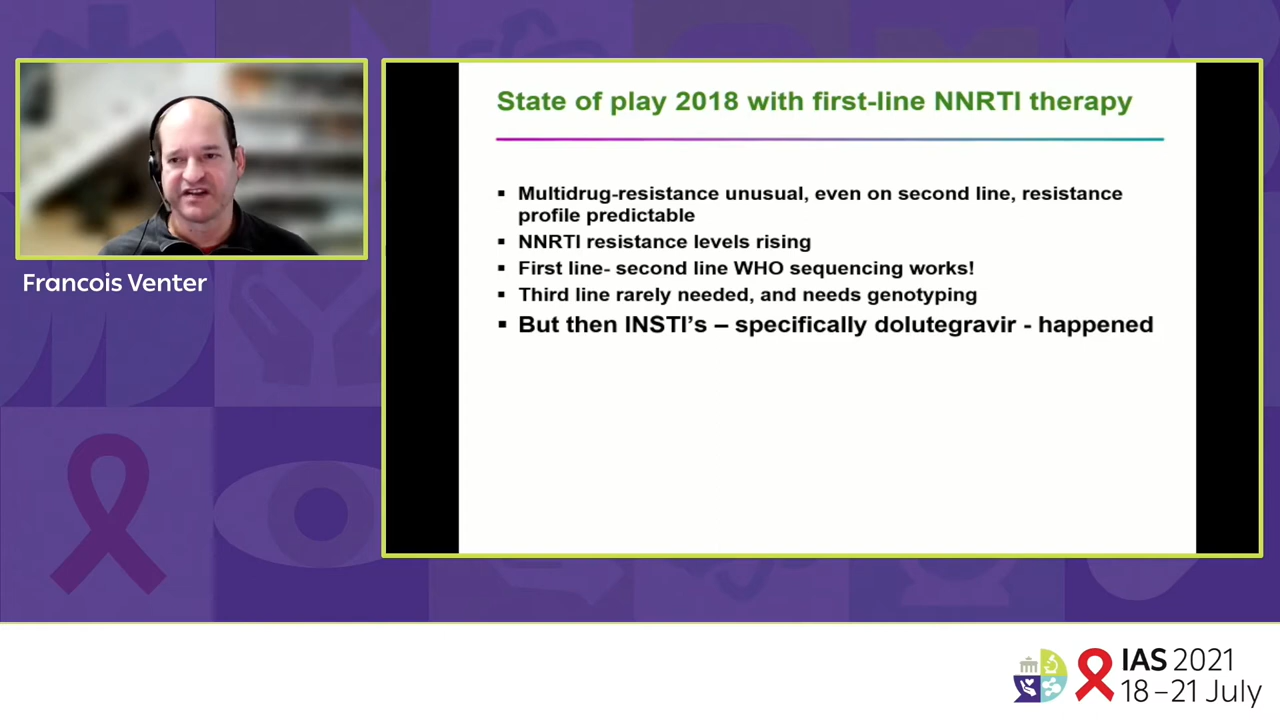 Francois Venter
State of play 2018 with first-line NNRTI therapy
▪ Multidrug-resistance unusual, even on second line, resistance
profile predictable
▪ NNRTI resistance levels rising
▪ First line- second line WHO sequencing works!
▪ Third line rarely needed, and needs genotyping
▪ But then INSTI's – specifically dolutegravir - happened
IAS 2021
18 – 21 July